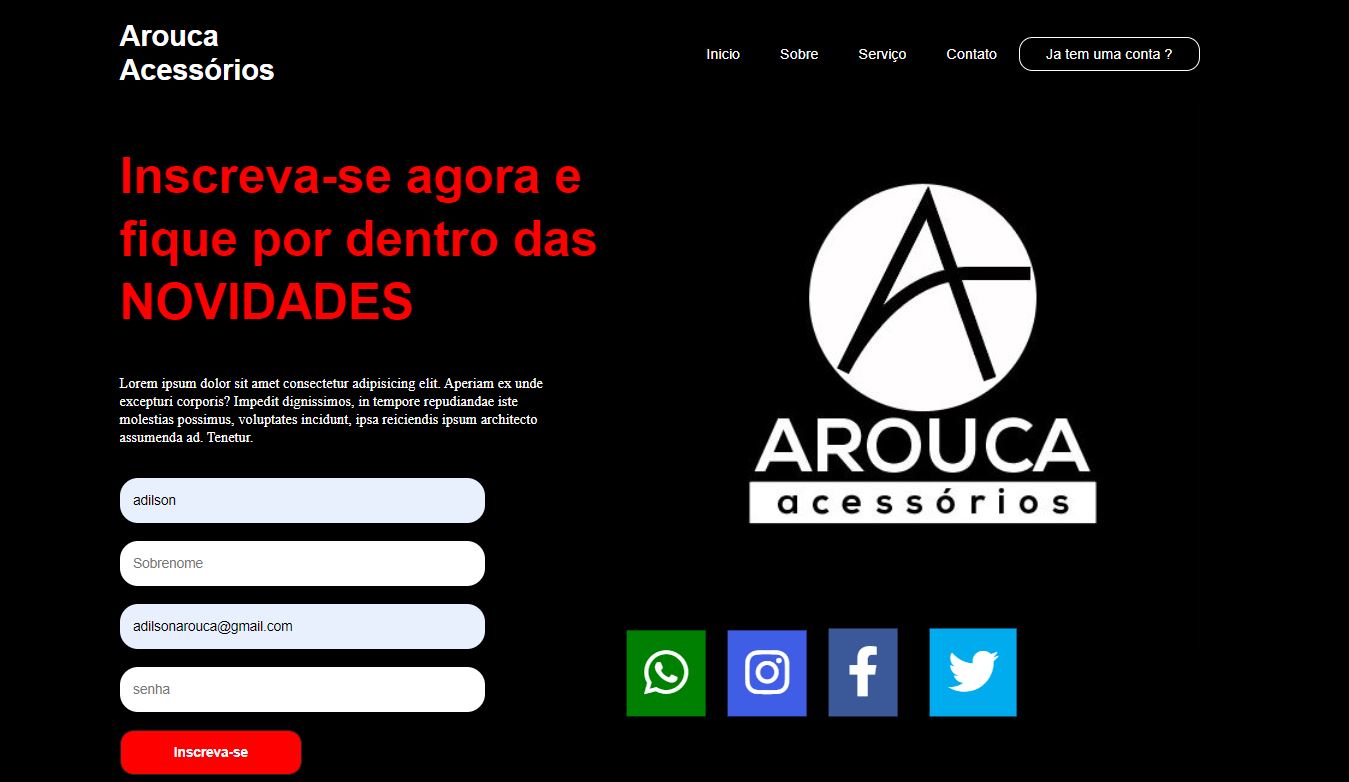 Arouca
Acessórios
Inicio Sobre Serviço Contato Ja tem uma conta ?
Inscreva-se agora e
fique por dentro das
NOVIDADES
Lorem ipsum dolor sit amet consectetur adipisicing elit. Aperiam ex unde
excepturi corporis? Impedit dignissimos, in tempore repudiandae iste
molestias possimus, voluptates incidunt, ipsa reiciendis ipsum architecto
assumenda ad. Tenetur.
adilson
Sobrenome
adilsonarouca@gmail.com
senha
Inscreva-se
AROUCA
acessórios